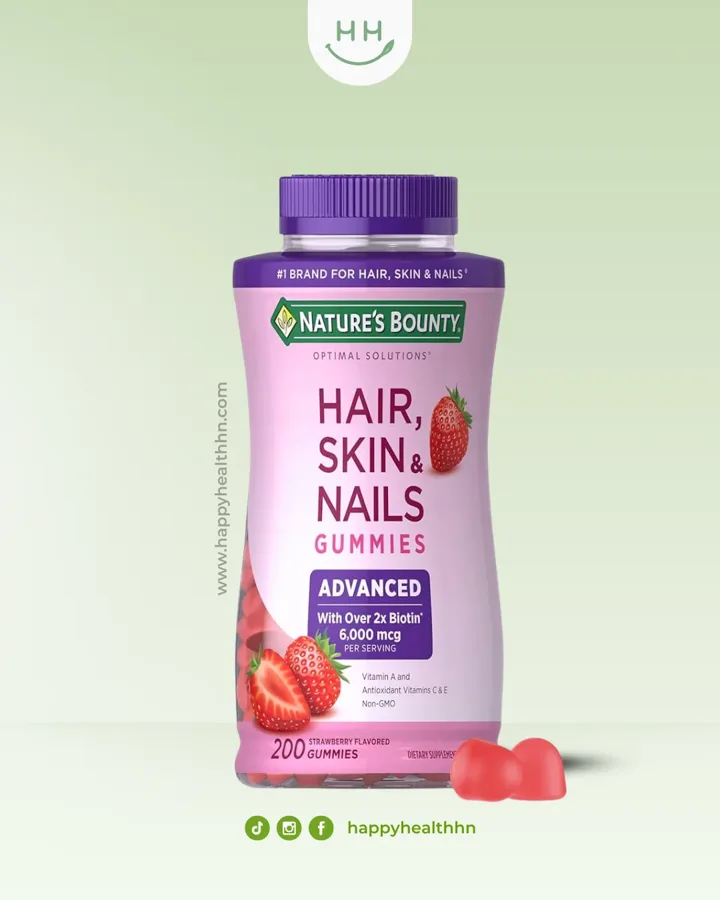 HH
#1 BRAND FOR HAIR, SKIN & NAILS◊
NATURE'S BOUNTY®
OPTIMAL SOLUTIONS®
HAIR,
SKIN &
NAILS
GUMMIES
ADVANCED
With Over 2x Biotin*
6,000 mcg
PER SERVING
Vitamin A and
Antioxidant Vitamins C & E
Non-GMO
200 STRAWBERRY FLAVORED
GUMMIES
DIETARY SUPPLEMENT
www.happyhealthhn.com
happyhealthhn